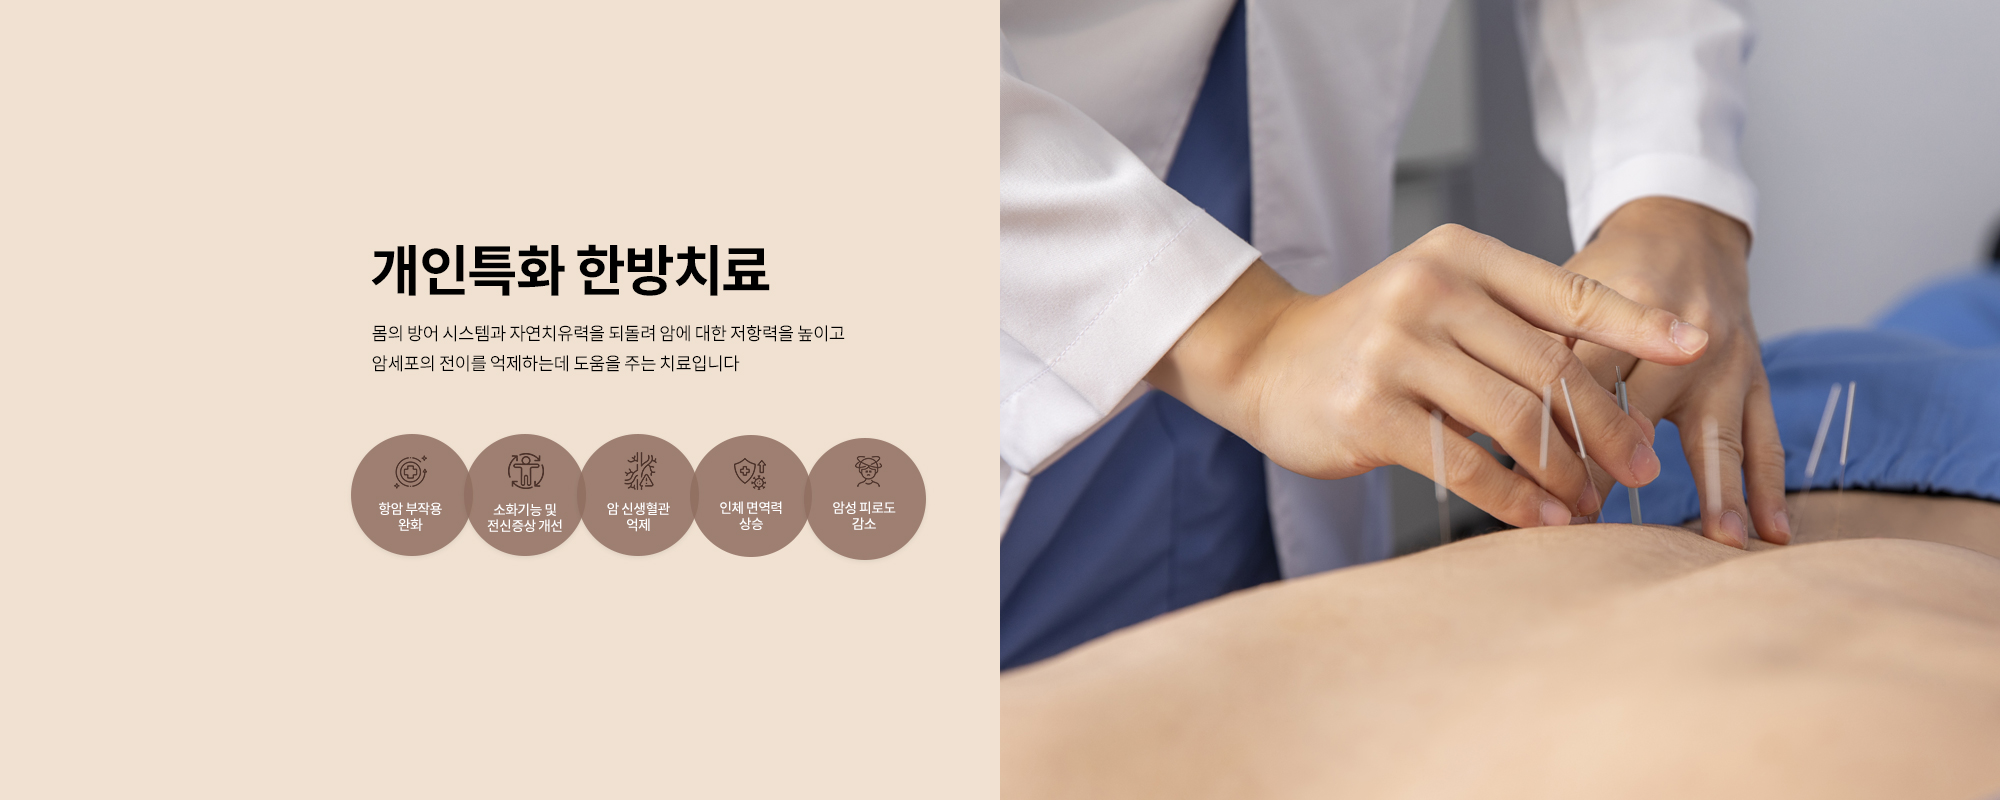 개인특화 한방치료
몸의 방어 시스템과 자연치유력을 되돌려 암에 대한 저항력을 높이고
암세포의 전이를 억제하는데 도움을 주는 치료입니다
항암 부작용
완화
소화기능 및
전신증상 개선
암 신생혈관
억제
인체 면역력
상승
암성 피로도
감소